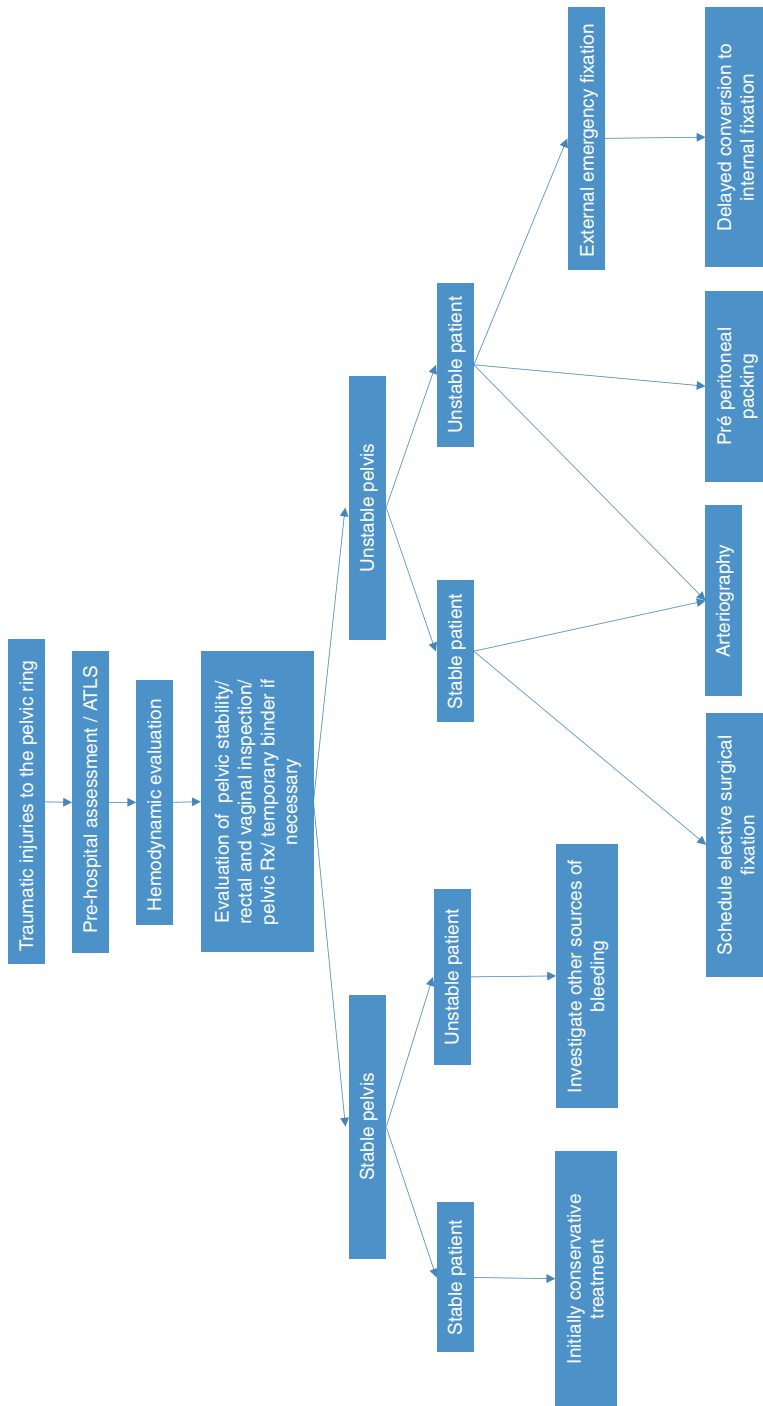 Traumatic injuries to the pelvic ring
Pre-hospital assessment / ATLS
Hemodynamic evaluation
Evaluation of pelvic stability/
rectal and vaginal inspection/
pelvic Rx/ temporary binder if
necessary
Stable pelvis
Unstable pelvis
Stable patient
Unstable patient
Stable patient
Unstable patient
Initially conservative
treatment
Investigate other sources of
bleeding
External emergency fixation
Schedule elective surgical
fixation
Arteriography
Pré peritoneal
packing
Delayed conversion to
internal fixation